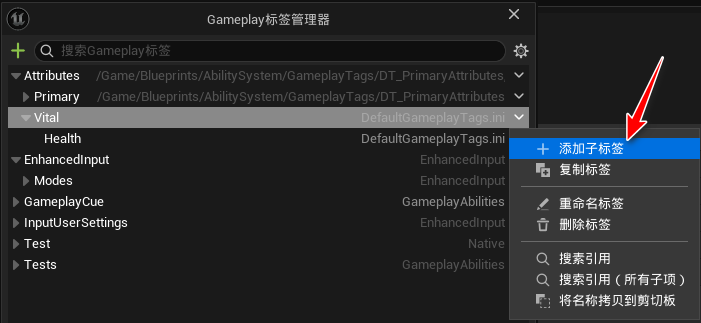 Gameplay标签管理器
搜索Gameplay标签
Attributes /Game/Blueprints/AbilitySystem/GameplayTags/DT_PrimaryAttributes
Primary /Game/Blueprints/AbilitySystem/GameplayTags/DT_PrimaryAttributes
Vital DefaultGameplayTags.ini
Health DefaultGameplayTags.ini
EnhancedInput EnhancedInput
Modes EnhancedInput
GameplayCue GameplayAbilities
InputUserSettings EnhancedInput
Test Native
Tests GameplayAbilities
添加子标签
复制标签
重命名标签
删除标签
搜索引用
搜索引用（所有子项）
将名称拷贝到剪切板